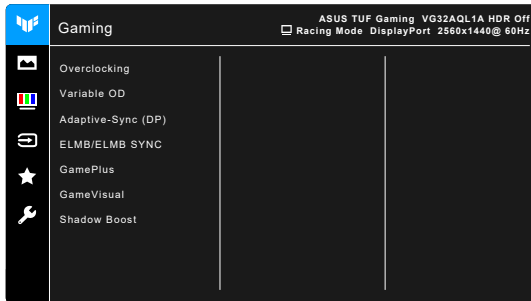 Gaming
ASUS TUF Gaming VG32AQL1A HDR Off
Racing Mode DisplayPort 2560x1440@ 60Hz
Overclocking
Variable OD
Adaptive-Sync (DP)
ELMB/ELMB SYNC
GamePlus
GameVisual
Shadow Boost